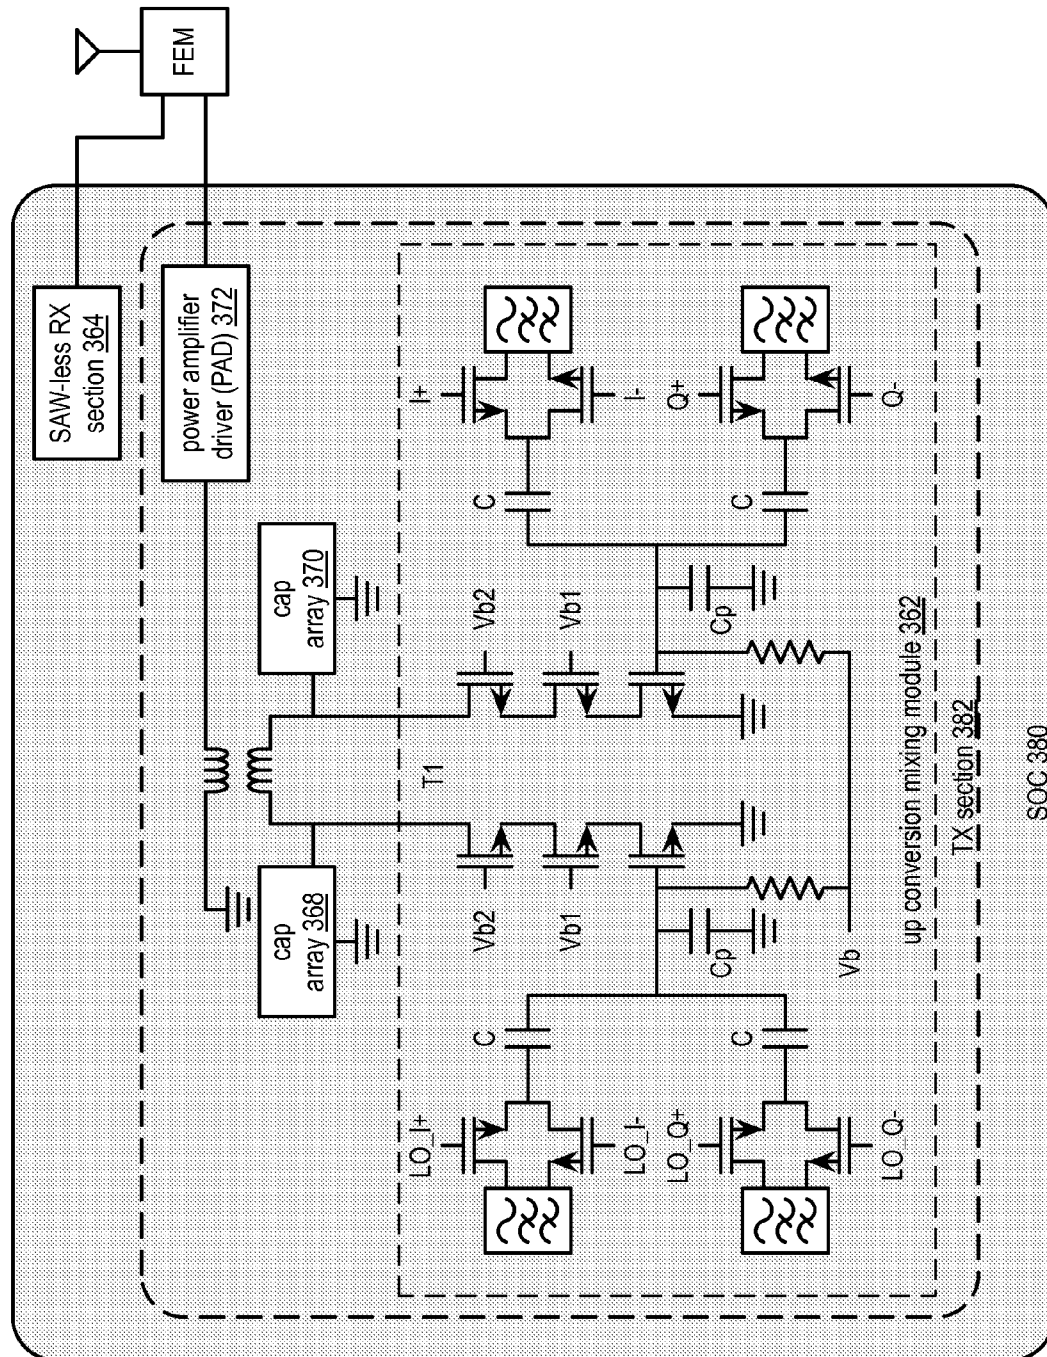 FEM
SAW-less RX
section 364
power amplifier
driver (PAD) 372
cap
array 370
cap
array 368
T1
Vb2
Vb1
Vb2
Vb1
I+
I-
Q+
Q-
C
C
Cp
Cp
C
C
LO_I+
LO_I-
LO_Q+
LO_Q-
Vb
up conversion mixing module 362
TX section 382
SOC 380